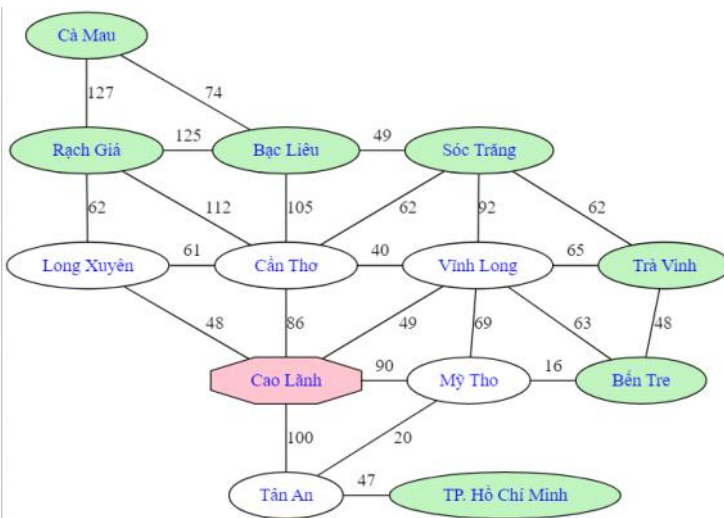 Cà Mau
127
74
Rạch Giá
125
Bạc Liêu
49
Sóc Trăng
62
112
105
62
92
62
Long Xuyên
61
Cần Thơ
40
Vĩnh Long
65
Trà Vinh
48
86
49
69
63
48
Cao Lãnh
90
Mỹ Tho
16
Bến Tre
100
20
Tân An
47
TP. Hồ Chí Minh